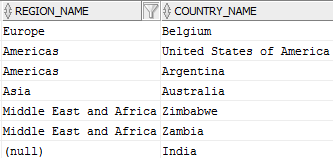 REGION_NAME COUNTRY_NAME
Europe Belgium
Americas United States of America
Americas Argentina
Asia Australia
Middle East and Africa Zimbabwe
Middle East and Africa Zambia
(null) India